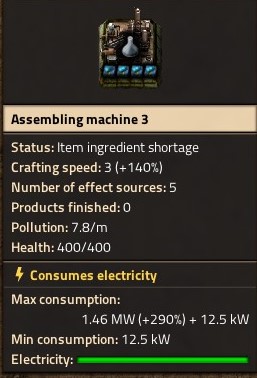 Assembling machine 3
Status: Item ingredient shortage
Crafting speed: 3 (+140%)
Number of effect sources: 5
Products finished: 0
Pollution: 7.8/m
Health: 400/400
Consumes electricity
Max consumption:
1.46 MW (+290%) + 12.5 kW
Min consumption: 12.5 kW
Electricity: